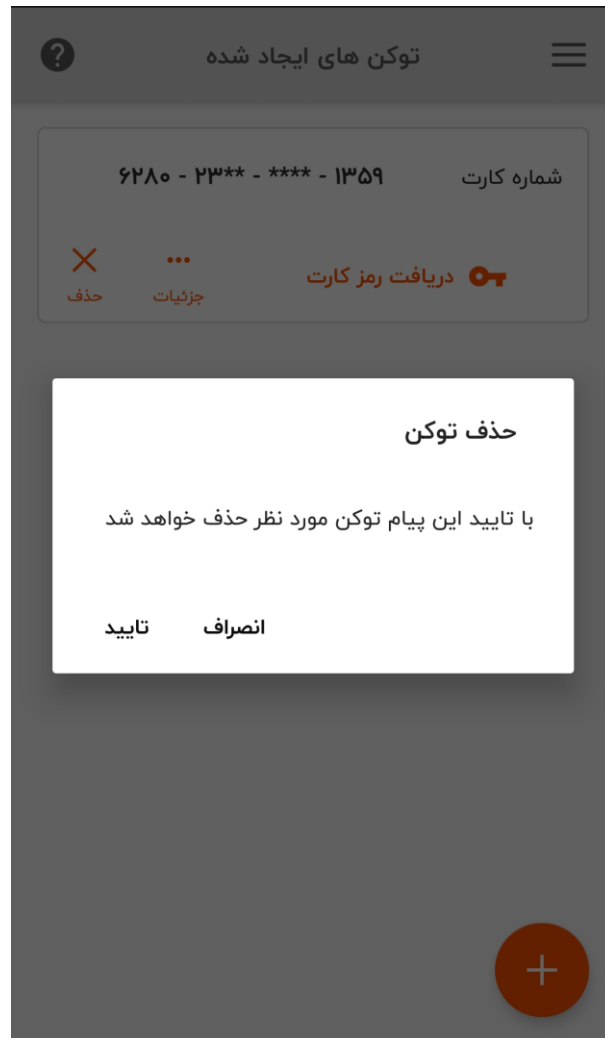 توکن های ایجاد شده
شماره کارت ۶۲۸۰ - ۲۳** - **** - ۱۳۵۹
دریافت رمز کارت
جزئیات
حذف
حذف توکن
با تایید این پیام توکن مورد نظر حذف خواهد شد
انصراف تایید